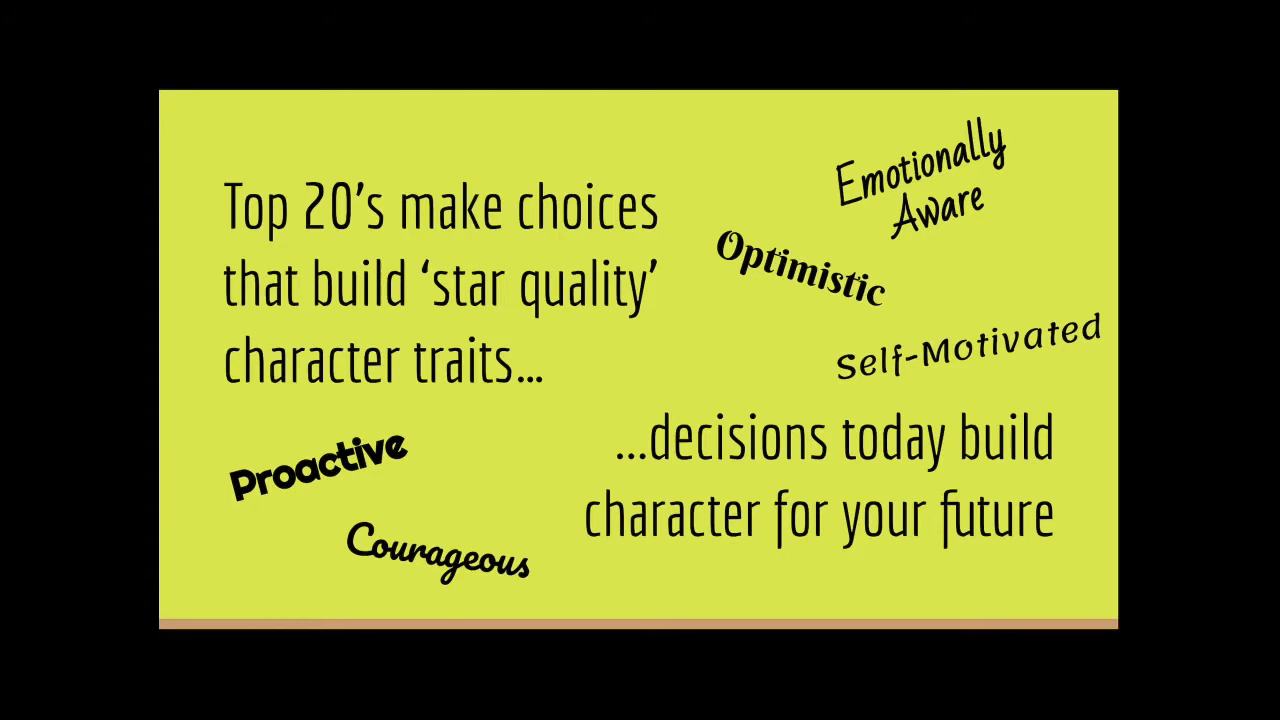 Top 20's make choices
that build ‘star quality’
character traits...
Emotionally
Aware
Optimistic
Self-Motivated
Proactive
Courageous
...decisions today build
character for your future